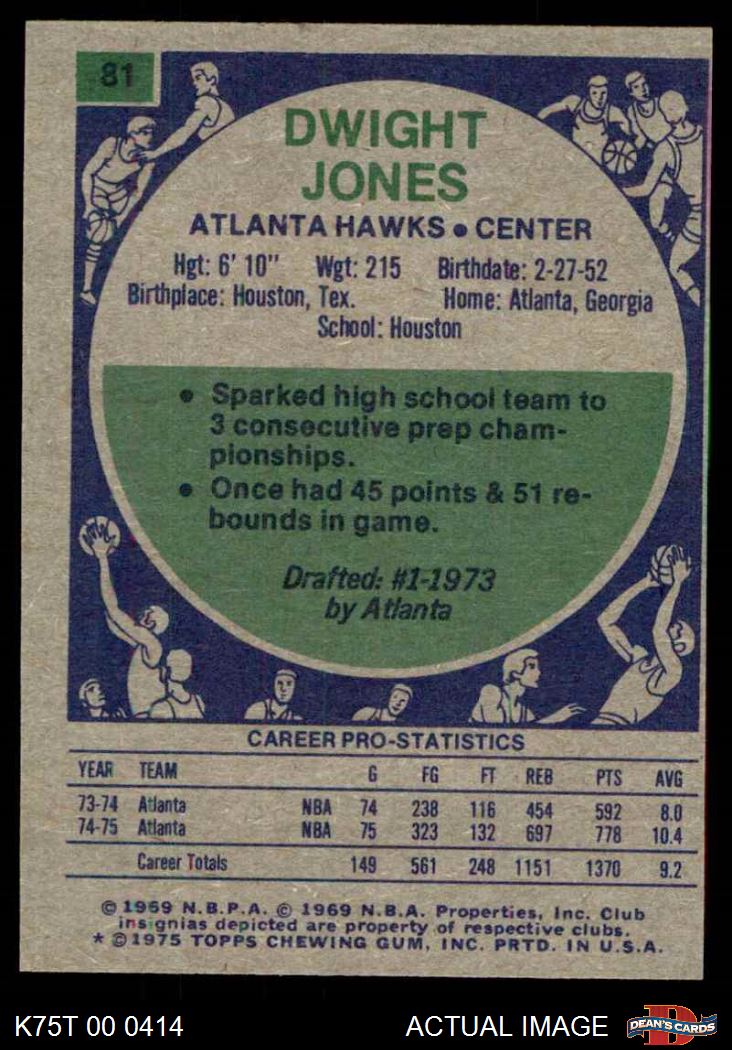 81
DWIGHT
JONES
ATLANTA HAWKS • CENTER
Hgt: 6' 10" Wgt: 215 Birthdate: 2-27-52
Birthplace: Houston, Tex. Home: Atlanta, Georgia
School: Houston
• Sparked high school team to
3 consecutive prep cham-
pionships.
• Once had 45 points & 51 re-
bounds in game.
Drafted: #1-1973
by Atlanta
CAREER PRO-STATISTICS
YEAR TEAM G FG FT REB PTS AVG
73-74 Atlanta NBA 74 238 116 454 592 8.0
74-75 Atlanta NBA 75 323 132 697 778 10.4
Career Totals 149 561 248 1151 1370 9.2
© 1969 N.B.P.A. © 1969 N.B.A. Properties, Inc. Club
insignias depicted are property of respective clubs.
* © 1975 TOPPS CHEWING GUM, INC. PRTD. IN U.S.A.
K75T 00 0414 ACTUAL IMAGE D DEAN'S CARDS